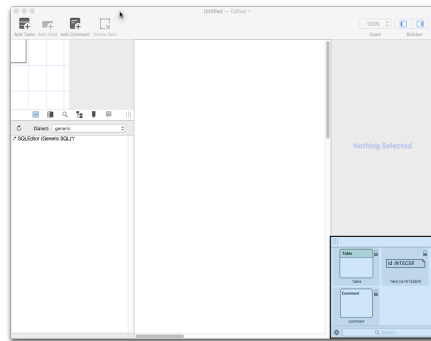 Untitled — Edited
Add Table Add Field Add Comment Delete Item
100%
Zoom Sidebar
Dialect: generic
/* SQLEditor (Generic SQL)*/
Nothing Selected
Table
id INTEGER
Table
field (id INTEGER)
Comment
comment
Search